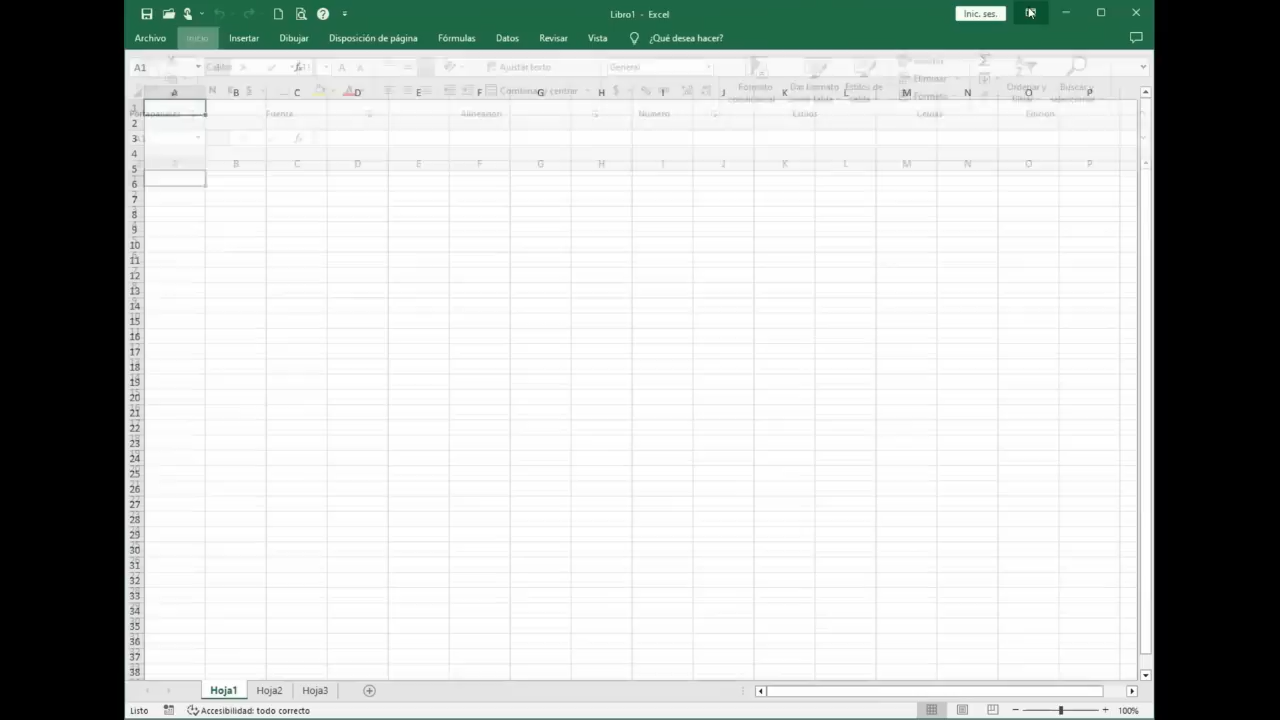 Libro1 - Excel
Inic. ses.
Archivo Inicio Insertar Dibujar Disposición de página Fórmulas Datos Revisar Vista ¿Qué desea hacer?
A1 fx
Ajustar texto General
Combinar y centrar
Formato condicional
Dar formato como tabla
Estilos de celda
Eliminar
Formato
Ordenar y filtrar
Buscar y seleccionar
Portapapeles Fuente Alineación Número Estilos Celdas Edición
A B C D E F G H I J K L M N O P
A B C D E F G H I J K L M N O P
1
2
3
4
5
6
7
8
9
10
11
12
13
14
15
16
17
18
19
20
21
22
23
24
25
26
27
28
29
30
31
32
33
34
35
36
37
38
Hoja1 Hoja2 Hoja3
Listo Accesibilidad: todo correcto 100%